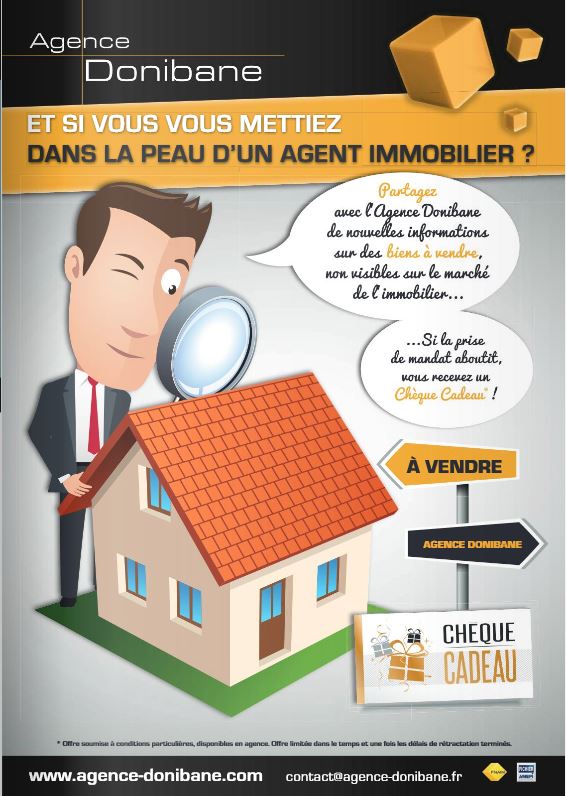 Agence
Donibane
ET SI VOUS VOUS METTIEZ
DANS LA PEAU D'UN AGENT IMMOBILIER ?
Partagez
avec l'Agence Donibane
de nouvelles informations
sur des biens à vendre,
non visibles sur le marché
de l'immobilier...
...Si la prise
de mandat aboutit,
vous recevez un
Chèque Cadeau* !
À VENDRE
AGENCE DONIBANE
CHEQUE
CADEAU
* Offre soumise à conditions particulières, disponibles en agence. Offre limitée dans le temps et une fois les délais de rétractation terminés.
www.agence-donibane.com contact@agence-donibane.fr
FNAIM
FICHIER
AMEPI